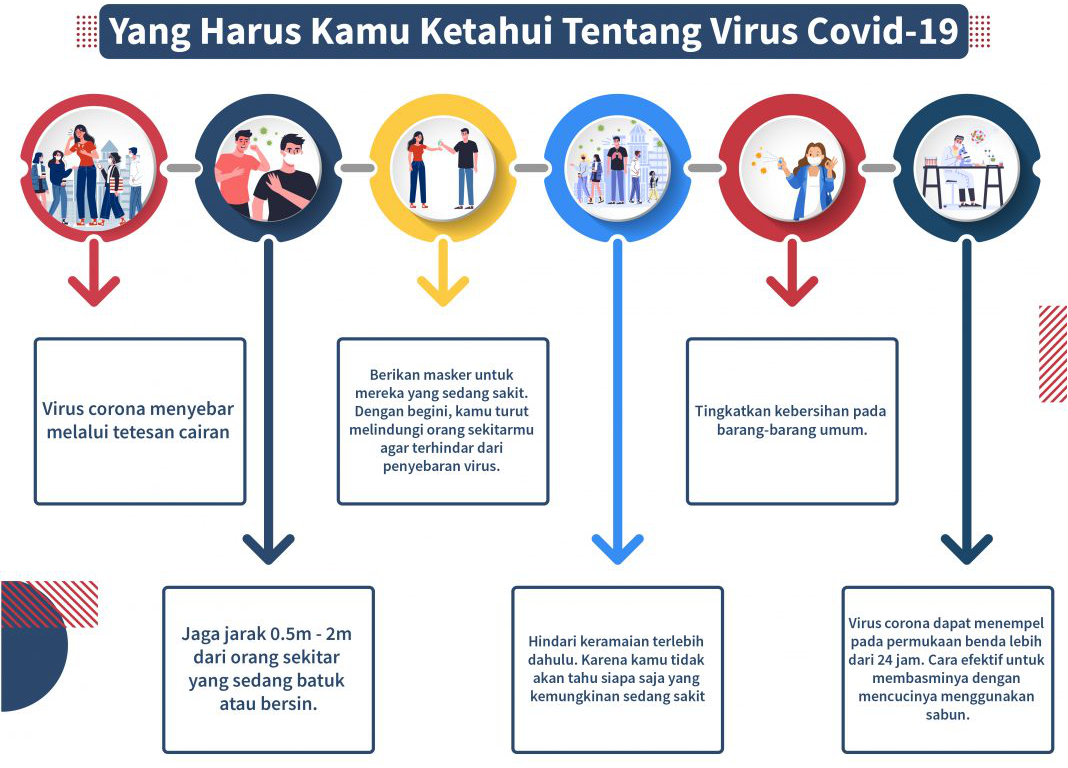 Yang Harus Kamu Ketahui Tentang Virus Covid-19
Virus corona menyebar
melalui tetesan cairan
Jaga jarak 0.5m - 2m
dari orang sekitar
yang sedang batuk
atau bersin.
Berikan masker untuk
mereka yang sedang sakit.
Dengan begini, kamu turut
melindungi orang sekitarmu
agar terhindar dari
penyebaran virus.
Hindari keramaian terlebih
dahulu. Karena kamu tidak
akan tahu siapa saja yang
kemungkinan sedang sakit
Tingkatkan kebersihan pada
barang-barang umum.
Virus corona dapat menempel
pada permukaan benda lebih
dari 24 jam. Cara efektif untuk
membasminya dengan
mencucinya menggunakan
sabun.